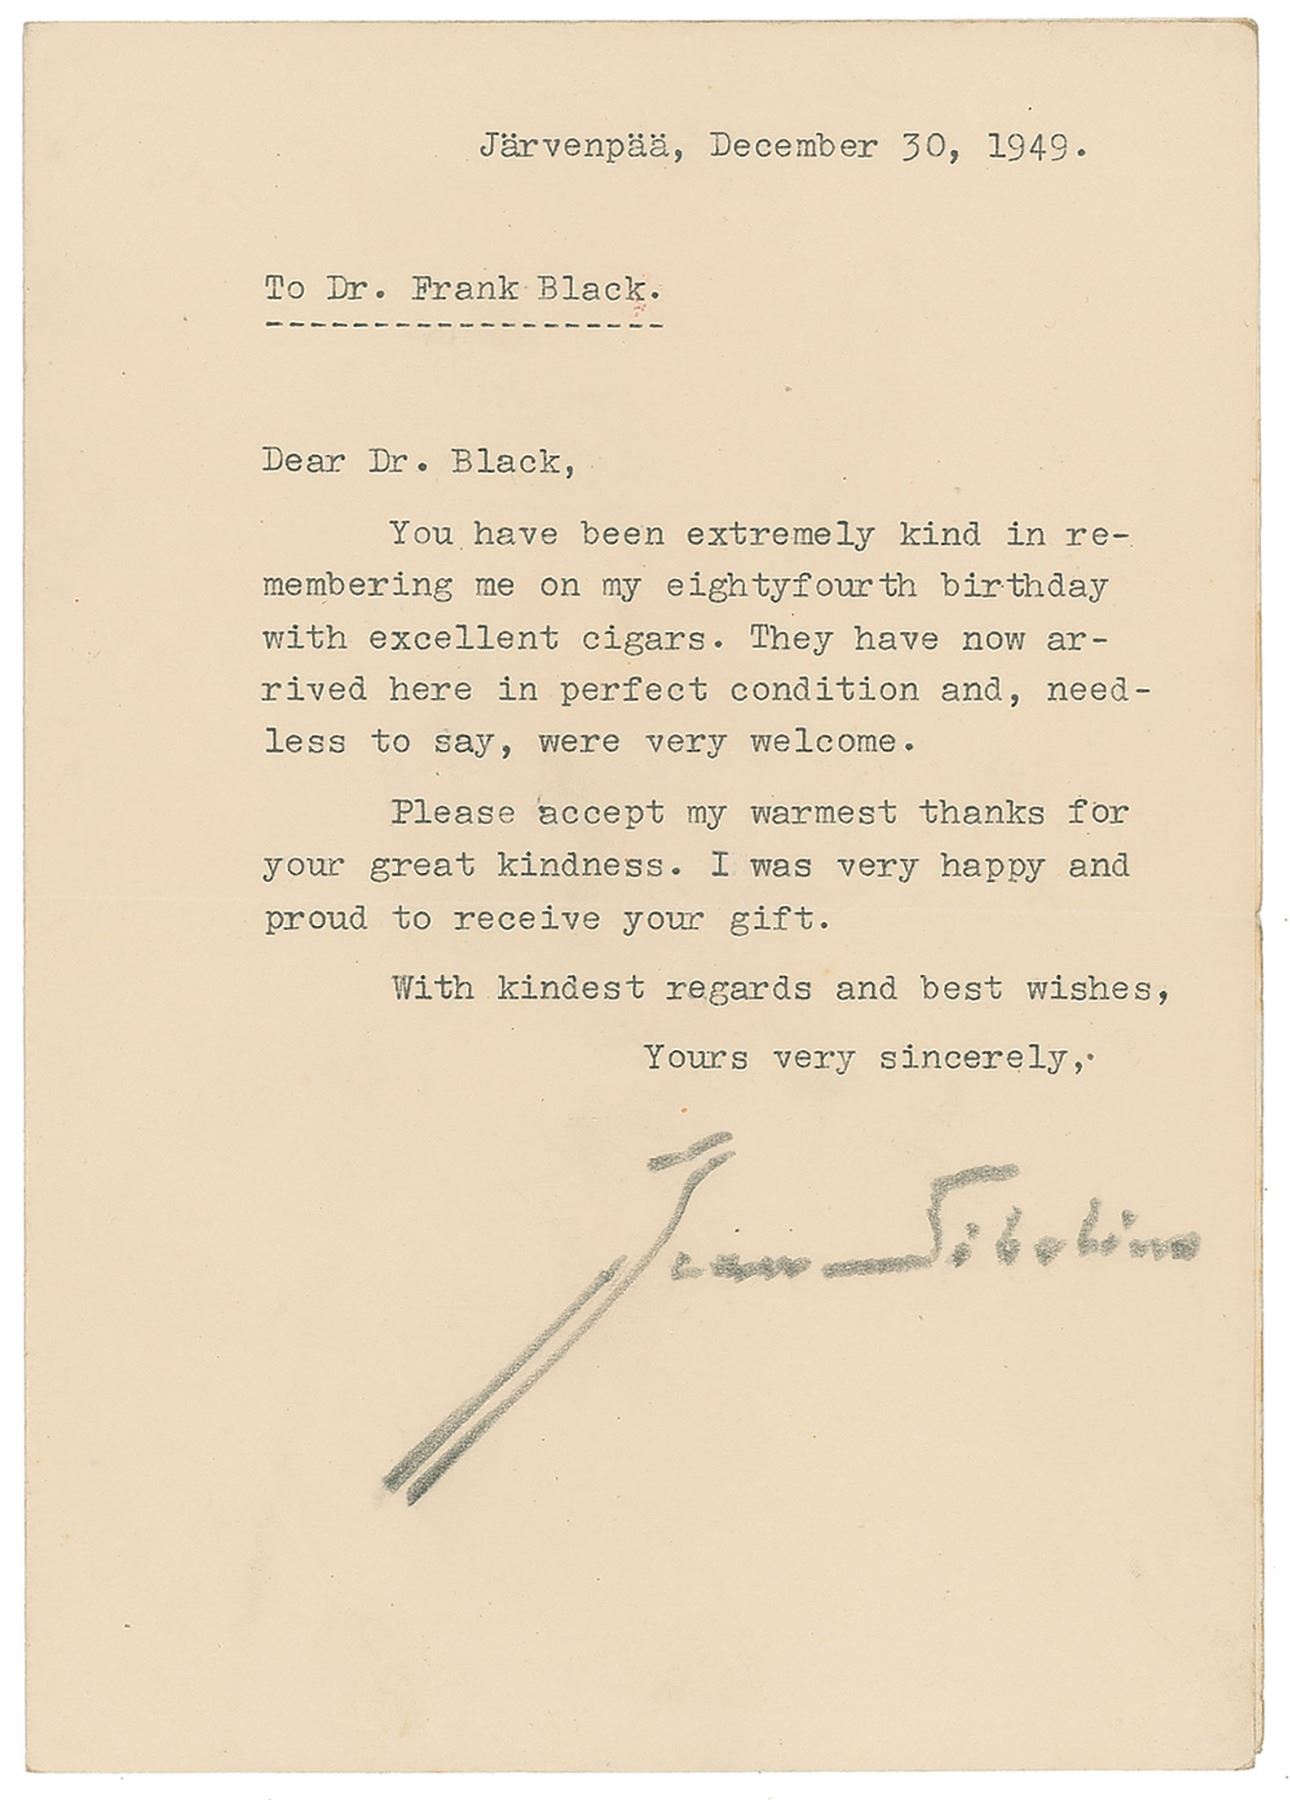 Järvenpää, December 30, 1949.
To Dr. Frank Black.
-------------------
Dear Dr. Black,
You have been extremely kind in re-
membering me on my eightyfourth birthday
with excellent cigars. They have now ar-
rived here in perfect condition and, need-
less to say, were very welcome.
Please accept my warmest thanks for
your great kindness. I was very happy and
proud to receive your gift.
With kindest regards and best wishes,
Yours very sincerely,
Jean Sibelius